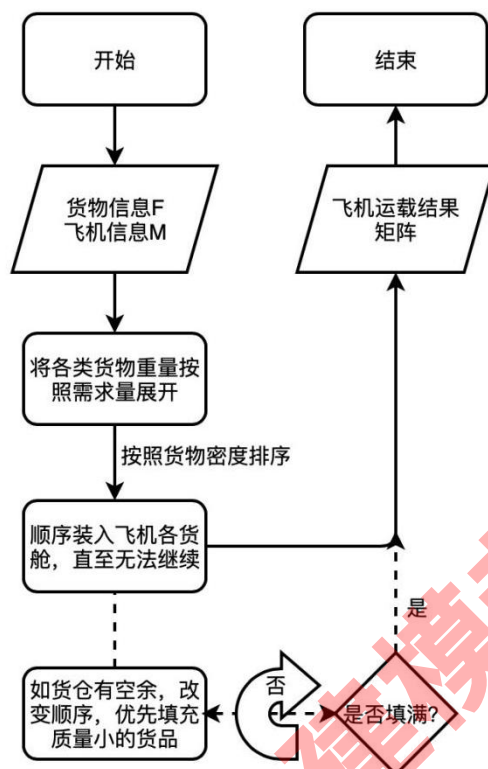 开始
结束
货物信息F
飞机信息M
飞机运载结果
矩阵
将各类货物重量按
照需求量展开
按照货物密度排序
顺序装入飞机各货
舱，直至无法继续
是
如货仓有空余，改
变顺序，优先填充
质量小的货品
否
是否填满?
建模